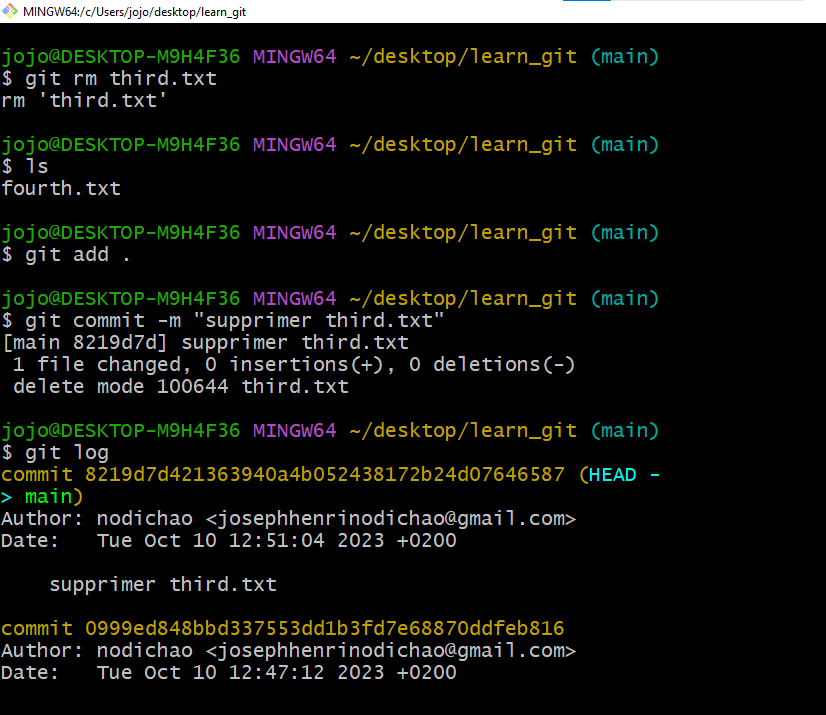 MINGW64:/c/Users/jojo/desktop/learn_git
jojo@DESKTOP-M9H4F36 MINGW64 ~/desktop/learn_git (main)
$ git rm third.txt
rm 'third.txt'
jojo@DESKTOP-M9H4F36 MINGW64 ~/desktop/learn_git (main)
$ ls
fourth.txt
jojo@DESKTOP-M9H4F36 MINGW64 ~/desktop/learn_git (main)
$ git add .
jojo@DESKTOP-M9H4F36 MINGW64 ~/desktop/learn_git (main)
$ git commit -m "supprimer third.txt"
[main 8219d7d] supprimer third.txt
 1 file changed, 0 insertions(+), 0 deletions(-)
 delete mode 100644 third.txt
jojo@DESKTOP-M9H4F36 MINGW64 ~/desktop/learn_git (main)
$ git log
commit 8219d7d421363940a4b052438172b24d07646587 (HEAD -
> main)
Author: nodichao <josephhenrinodichao@gmail.com>
Date:   Tue Oct 10 12:51:04 2023 +0200
    supprimer third.txt
commit 0999ed848bbd337553dd1b3fd7e68870ddfeb816
Author: nodichao <josephhenrinodichao@gmail.com>
Date:   Tue Oct 10 12:47:12 2023 +0200